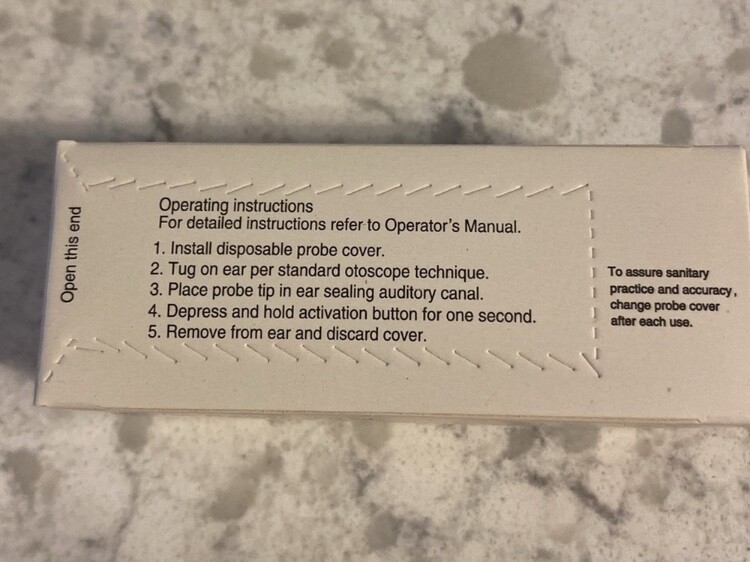 Open this end
Operating instructions
For detailed instructions refer to Operator's Manual.
1. Install disposable probe cover.
2. Tug on ear per standard otoscope technique.
3. Place probe tip in ear sealing auditory canal.
4. Depress and hold activation button for one second.
5. Remove from ear and discard cover.
To assure sanitary
practice and accuracy,
change probe cover
after each use.